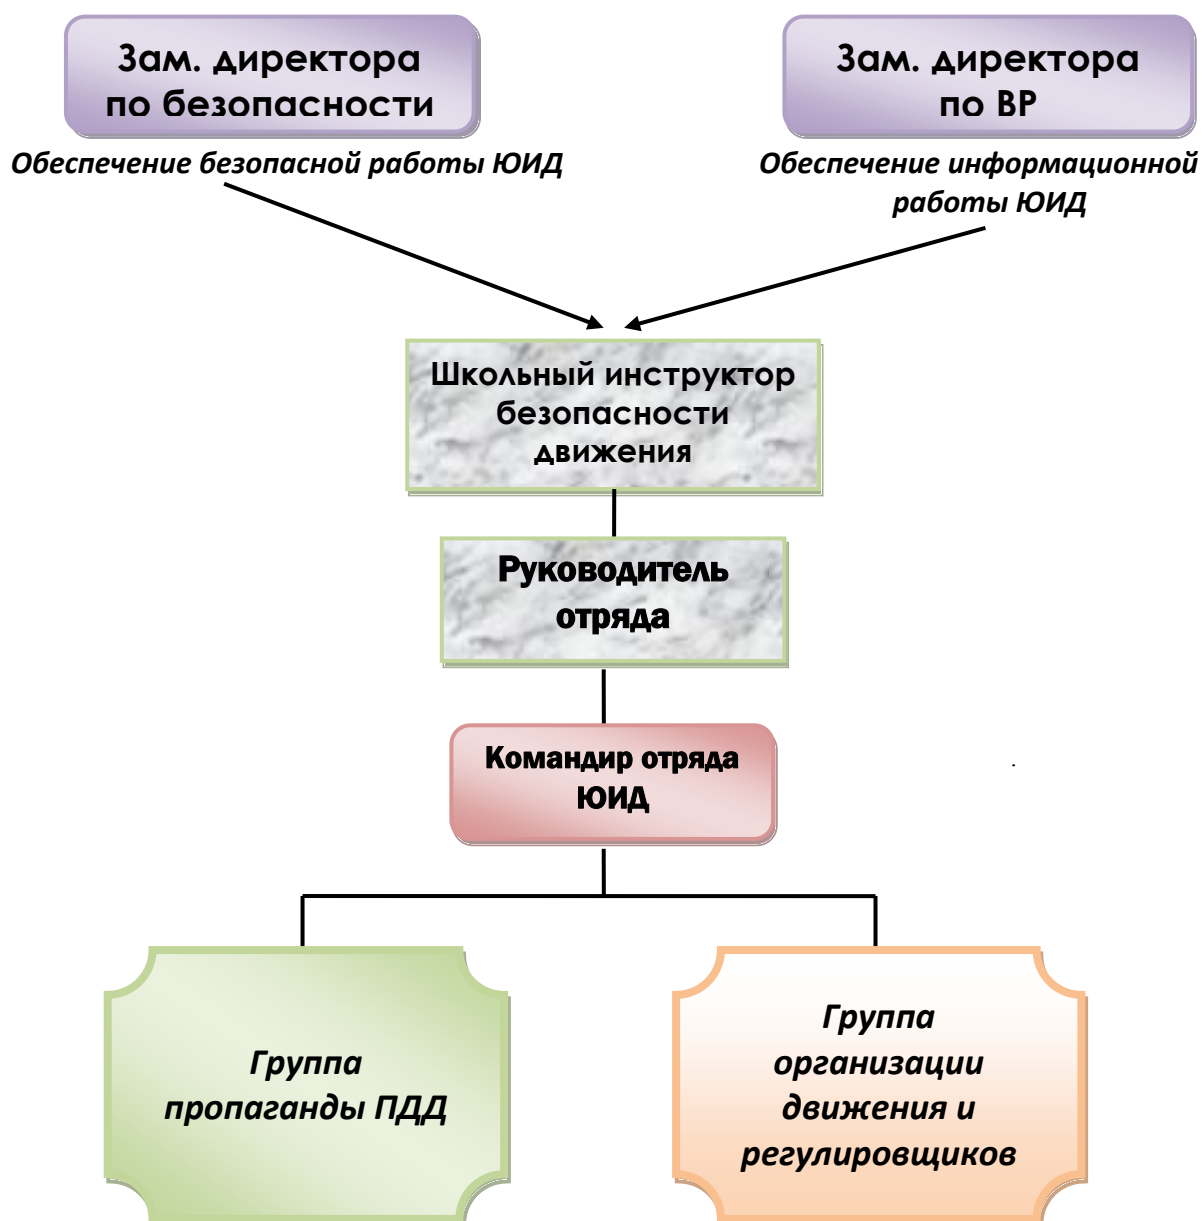 Зам. директора
по безопасности
Зам. директора
по ВР
Обеспечение безопасной работы ЮИД
Обеспечение информационной
работы ЮИД
Школьный инструктор
безопасности
движения
Руководитель
отряда
Командир отряда
ЮИД
.
Группа
пропаганды ПДД
Группа
организации
движения и
регулировщиков